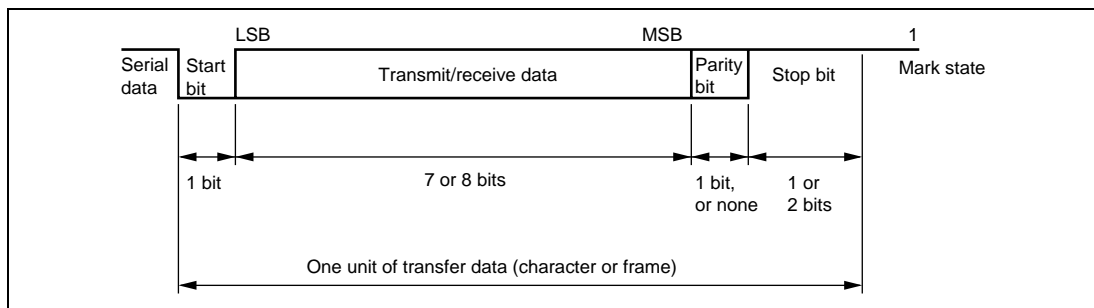 LSB MSB 1
Serial data
Start bit
Transmit/receive data
Parity bit
Stop bit
Mark state
1 bit
7 or 8 bits
1 bit, or none
1 or 2 bits
One unit of transfer data (character or frame)